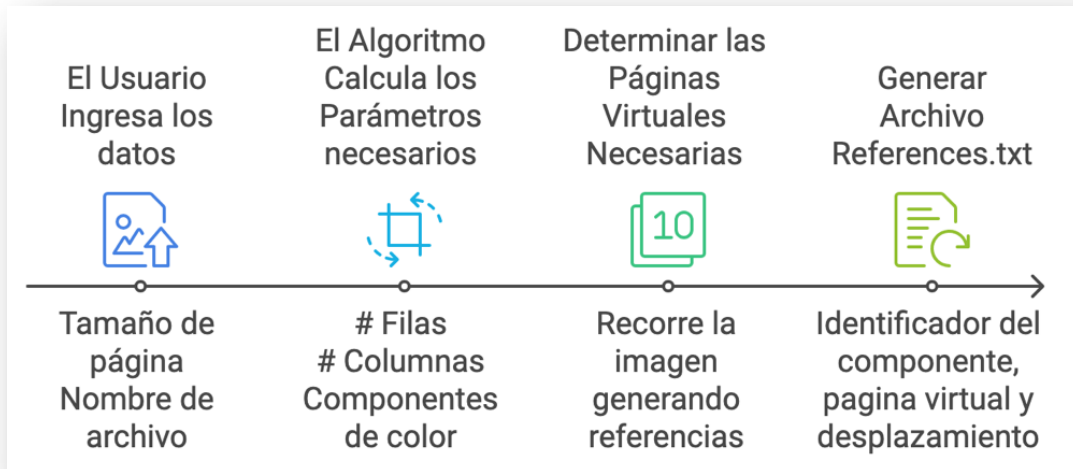 El Usuario
Ingresa los
datos
El Algoritmo
Calcula los
Parámetros
necesarios
Determinar las
Páginas
Virtuales
Necesarias
Generar
Archivo
References.txt
10
Tamaño de
página
Nombre de
archivo
# Filas
# Columnas
Componentes
de color
Recorre la
imagen
generando
referencias
Identificador del
componente,
pagina virtual y
desplazamiento